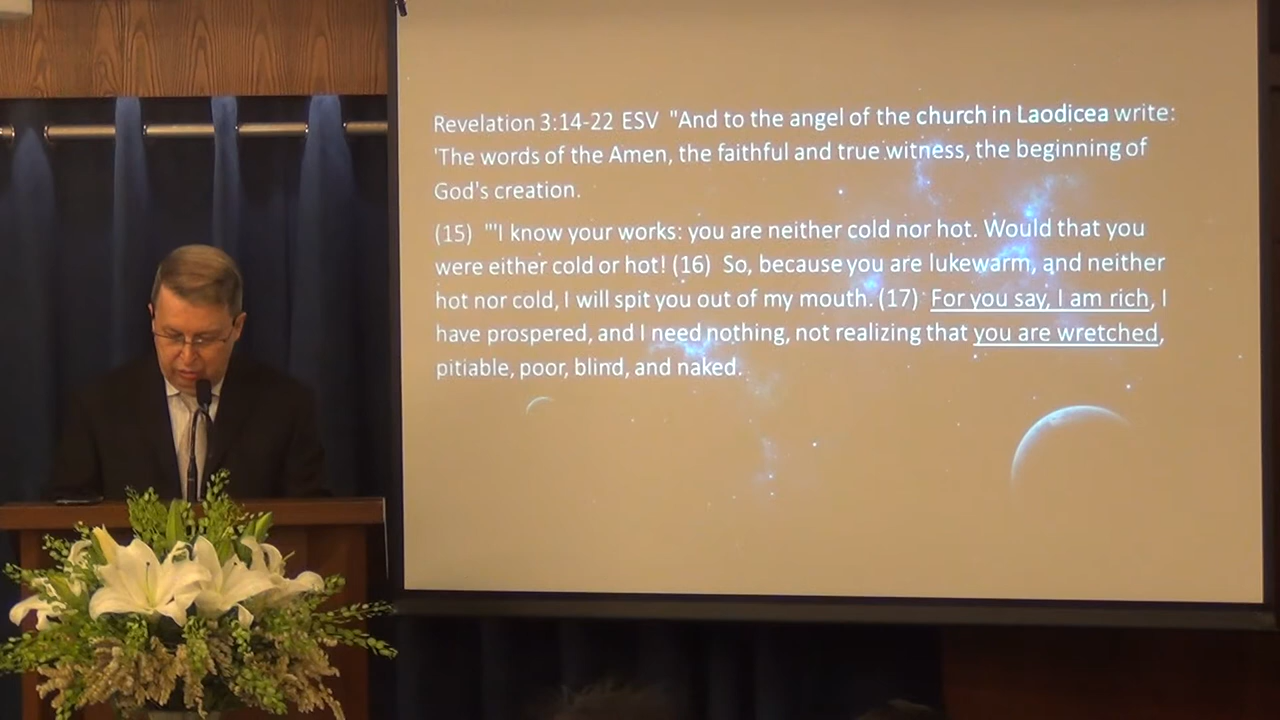 Revelation 3:14-22 ESV "And to the angel of the church in Laodicea write:
'The words of the Amen, the faithful and true witness, the beginning of
God's creation.
(15) "'I know your works: you are neither cold nor hot. Would that you
were either cold or hot! (16) So, because you are lukewarm, and neither
hot nor cold, I will spit you out of my mouth. (17) For you say, I am rich, I
have prospered, and I need nothing, not realizing that you are wretched,
pitiable, poor, blind, and naked.